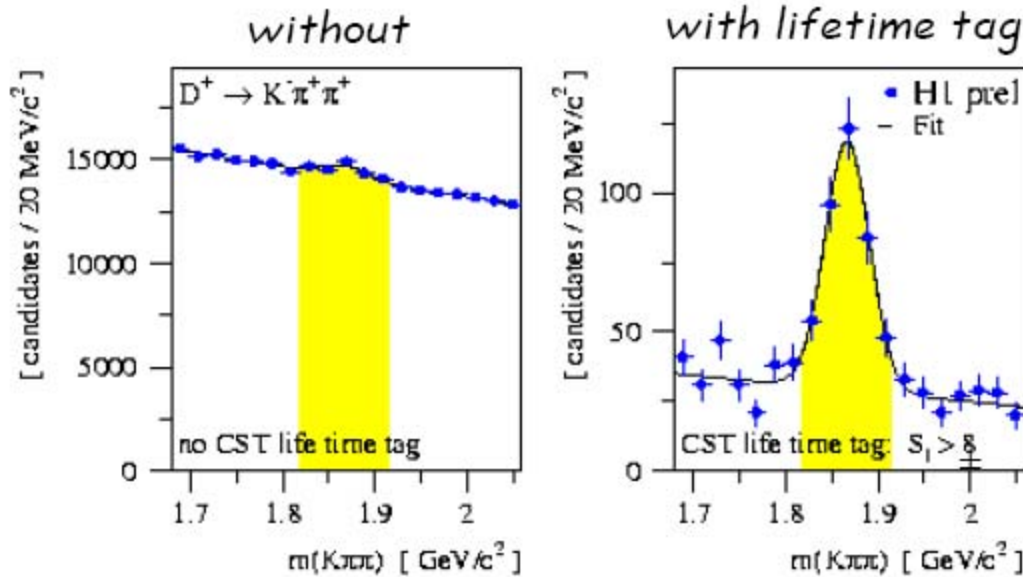 without
with lifetime tag
[ candidates / 20 MeV/c² ]
D⁺ → K⁻π⁺π⁺
15000
10000
5000
0
no CST life time tag
1.7 1.8 1.9 2
m(Kππ) [ GeV/c² ]
[ candidates / 20 MeV/c² ]
H1 prel
Fit
100
50
0
CST life time tag: S_l > 8
1.7 1.8 1.9 2
m(Kππ) [ GeV/c² ]